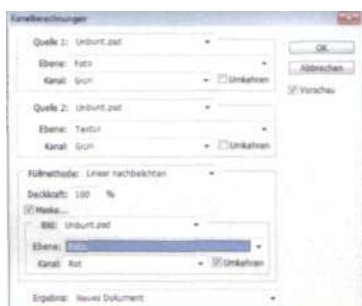 Kanalberechnungen
Quelle 1: Unbunt.psd
OK
Ebene: Foto
Abbrechen
Kanal: Grün Umkehren
Vorschau
Quelle 2: Unbunt.psd
Ebene: Textur
Kanal: Grün Umkehren
Füllmethode: Linear nachbelichten
Deckkraft: 100 %
Maske...
Bild: Unbunt.psd
Ebene: Foto
Kanal: Rot Umkehren
Ergebnis: Neues Dokument